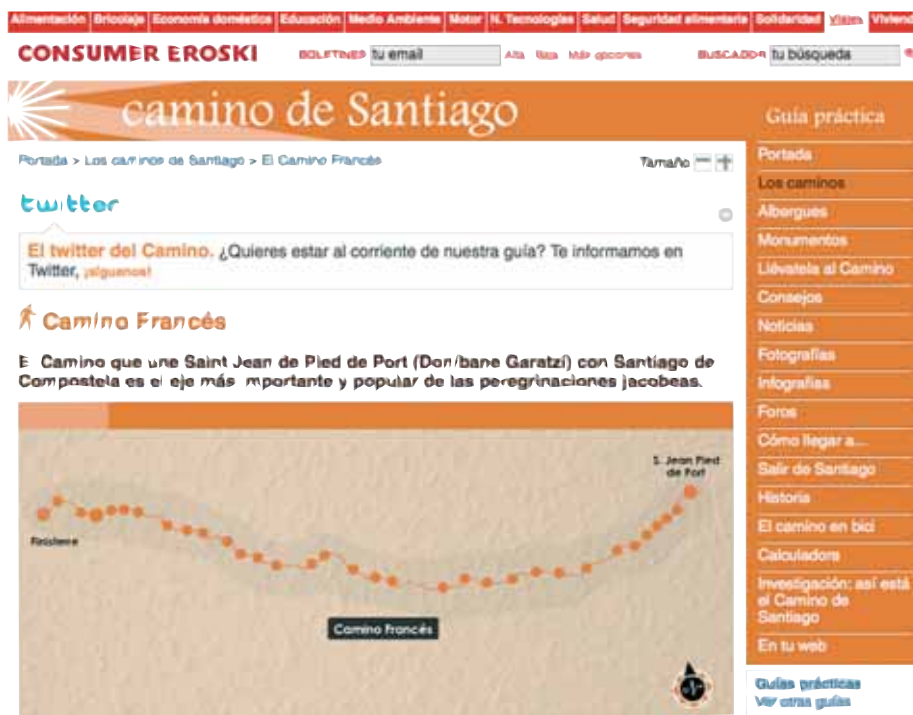 Alimentación Bricolaje Economía doméstica Educación Medio Ambiente Motor N. Tecnologías Salud Seguridad alimentaria Solidaridad Viajes Vivienda
CONSUMER EROSKI
BOLETINES tu email Alta Baja Más opciones
BUSCADOR tu búsqueda
camino de Santiago
Portada > Los caminos de Santiago > El Camino Francés
Tamaño
twitter
El twitter del Camino. ¿Quieres estar al corriente de nuestra guía? Te informamos en
Twitter, ¡síguenos!
Camino Francés
El Camino que une Saint Jean de Pied de Port (Donibane Garatzi) con Santiago de
Compostela es el eje más importante y popular de las peregrinaciones jacobeas.
S. Jean Pied
de Port
Finisterre
Camino Francés
Guía práctica
Portada
Los caminos
Albergues
Monumentos
Llévatela al Camino
Consejos
Noticias
Fotografías
Infografías
Foros
Cómo llegar a...
Salir de Santiago
Historia
El camino en bici
Calculadora
Investigación: así está
el Camino de
Santiago
En tu web
Guías prácticas
Ver otras guías